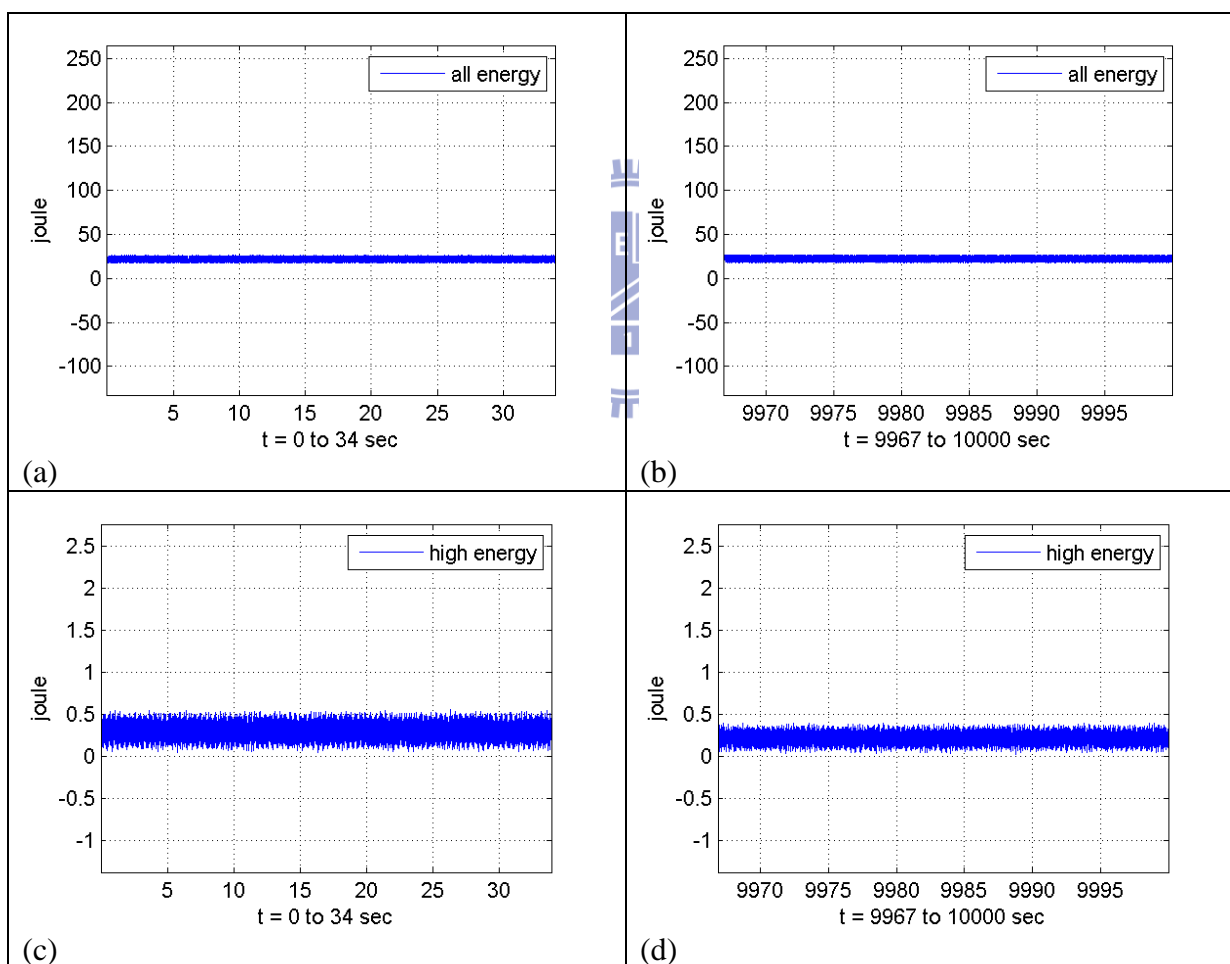 250
200
150
100
50
0
-50
-100
joule
all energy
5 10 15 20 25 30
t = 0 to 34 sec
(a)
250
200
150
100
50
0
-50
-100
joule
all energy
9970 9975 9980 9985 9990 9995
t = 9967 to 10000 sec
(b)
2.5
2
1.5
1
0.5
0
-0.5
-1
joule
high energy
5 10 15 20 25 30
t = 0 to 34 sec
(c)
2.5
2
1.5
1
0.5
0
-0.5
-1
joule
high energy
9970 9975 9980 9985 9990 9995
t = 9967 to 10000 sec
(d)